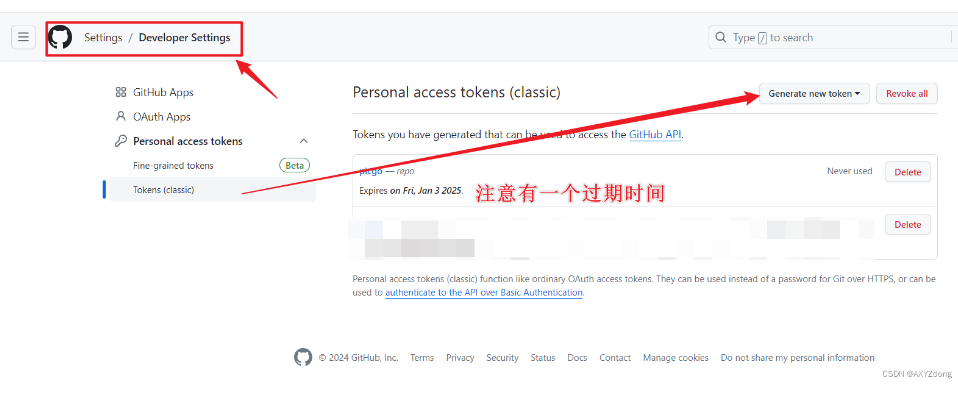 Settings / Developer Settings
Type / to search
GitHub Apps
OAuth Apps
Personal access tokens
Fine-grained tokens Beta
Tokens (classic)
Personal access tokens (classic)
Generate new token
Revoke all
Tokens you have generated that can be used to access the GitHub API.
picgo — repo
Never used
Delete
Expires on Fri, Jan 3 2025.
注意有一个过期时间
Delete
Personal access tokens (classic) function like ordinary OAuth access tokens. They can be used instead of a password for Git over HTTPS, or can be
used to authenticate to the API over Basic Authentication.
© 2024 GitHub, Inc. Terms Privacy Security Status Docs Contact Manage cookies Do not share my personal information
CSDN @AXYZdong